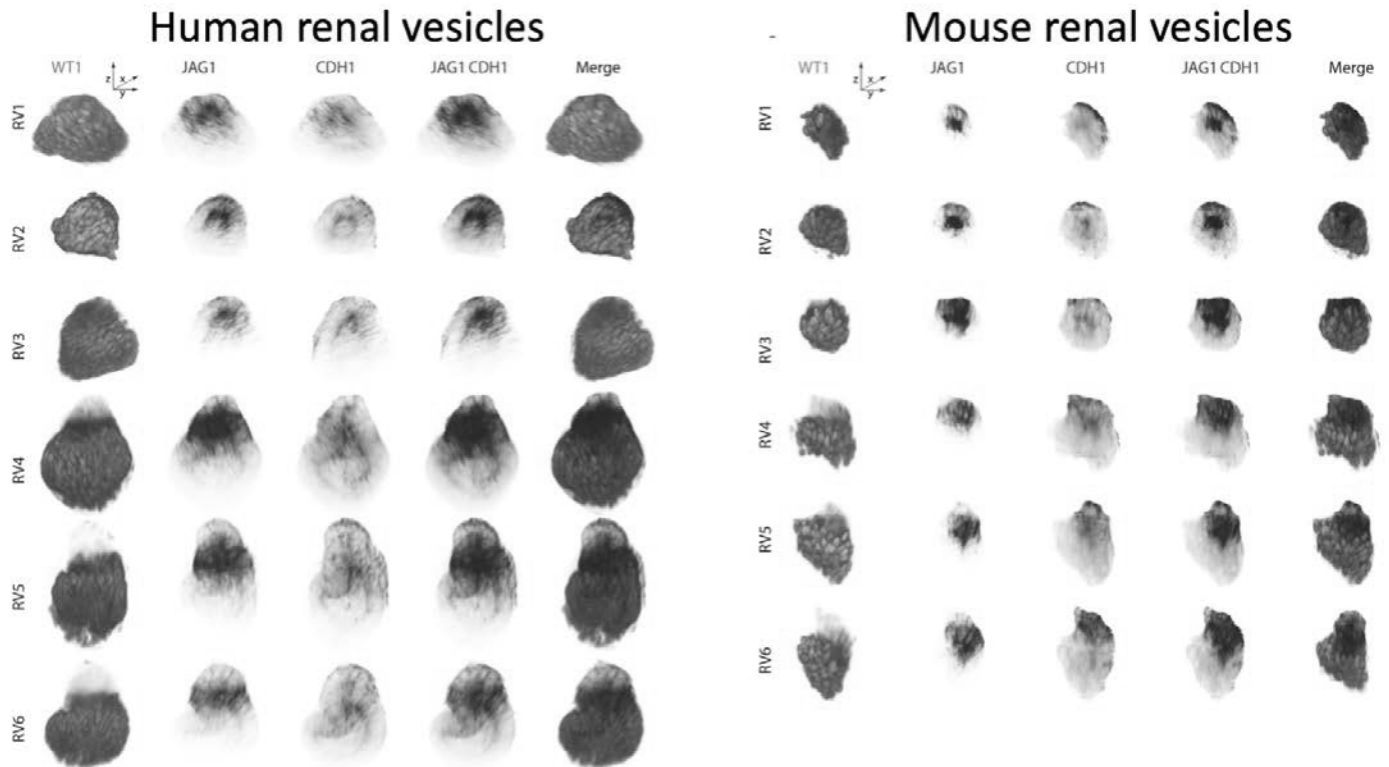 Human renal vesicles
WT1 z x y JAG1 CDH1 JAG1 CDH1 Merge
RV1
RV2
RV3
RV4
RV5
RV6
Mouse renal vesicles
WT1 z x y JAG1 CDH1 JAG1 CDH1 Merge
RV1
RV2
RV3
RV4
RV5
RV6